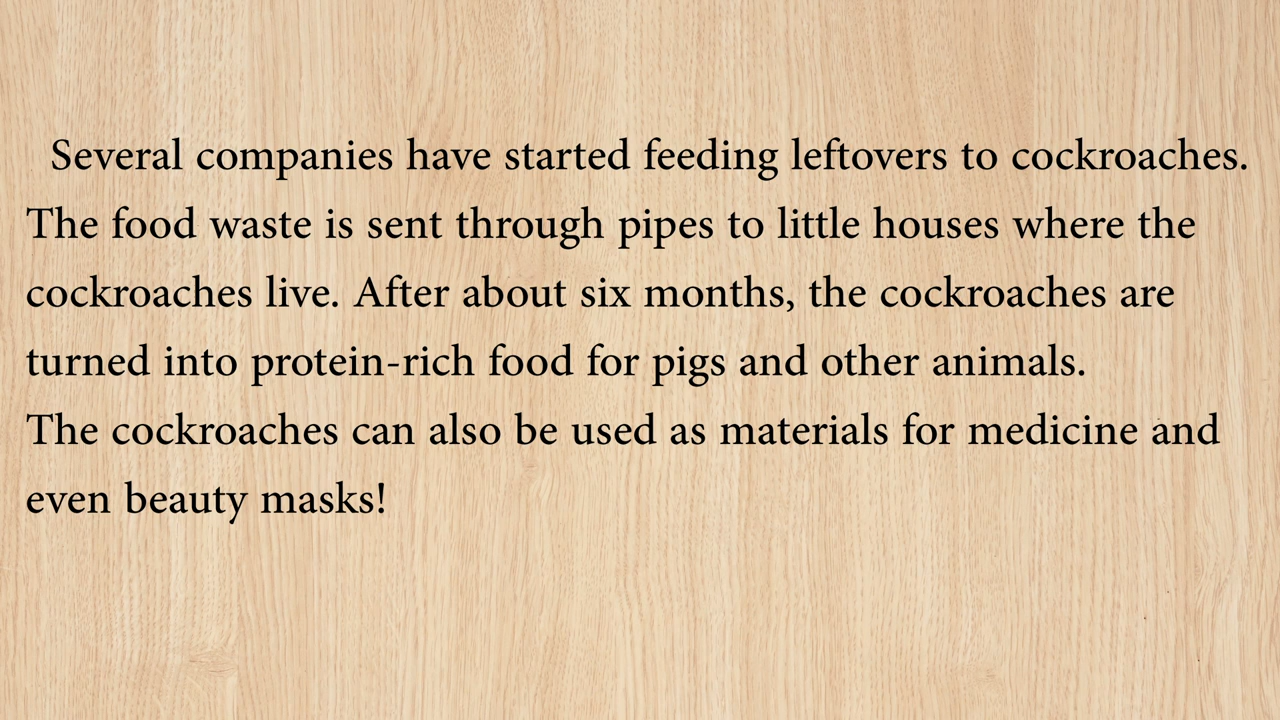 Several companies have started feeding leftovers to cockroaches.
The food waste is sent through pipes to little houses where the
cockroaches live. After about six months, the cockroaches are
turned into protein-rich food for pigs and other animals.
The cockroaches can also be used as materials for medicine and
even beauty masks!